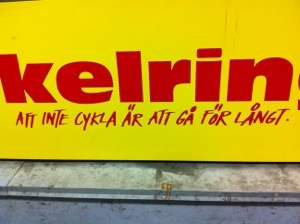 kelrin
ATT INTE CYKLA ÄR ATT GÅ FÖR LÅNGT.